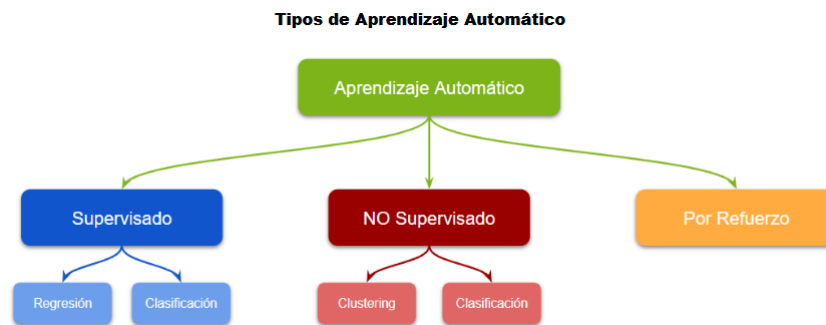 Tipos de Aprendizaje Automático
Aprendizaje Automático
Supervisado
NO Supervisado
Por Refuerzo
Regresión
Clasificación
Clustering
Clasificación